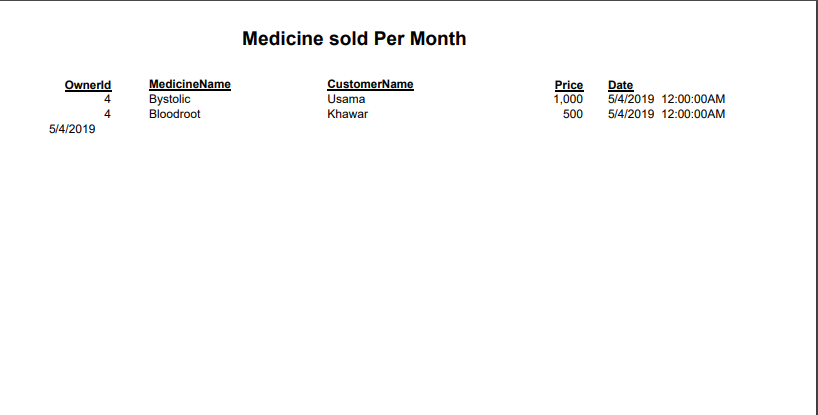 Medicine sold Per Month
OwnerId MedicineName CustomerName Price Date
4 Bystolic Usama 1,000 5/4/2019 12:00:00AM
4 Bloodroot Khawar 500 5/4/2019 12:00:00AM
5/4/2019